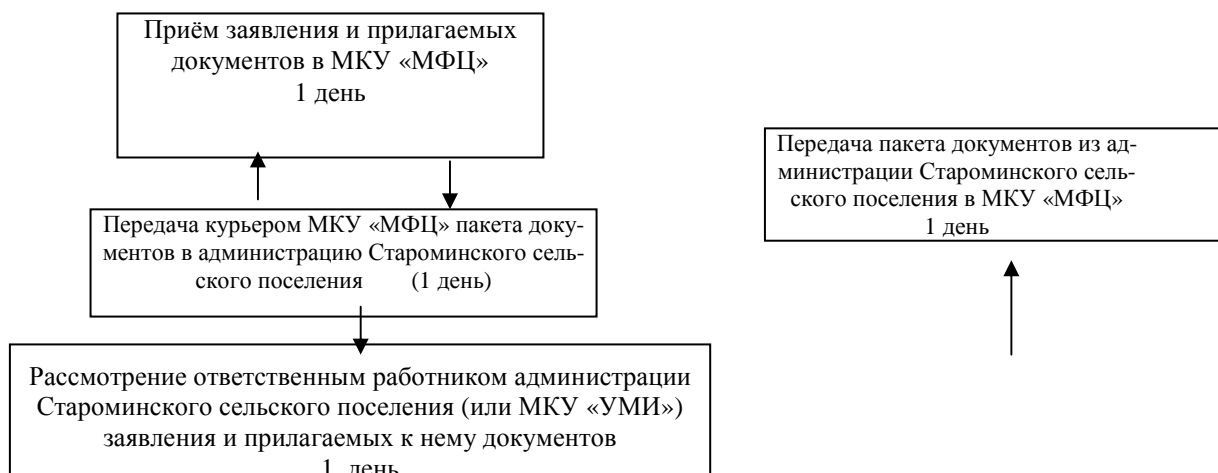 Приём заявления и прилагаемых
документов в МКУ «МФЦ»
1 день
Передача курьером МКУ «МФЦ» пакета доку-
ментов в администрацию Староминского сель-
ского поселения (1 день)
Рассмотрение ответственным работником администрации
Староминского сельского поселения (или МКУ «УМИ»)
заявления и прилагаемых к нему документов
1 день
Передача пакета документов из ад-
министрации Староминского сель-
ского поселения в МКУ «МФЦ»
1 день